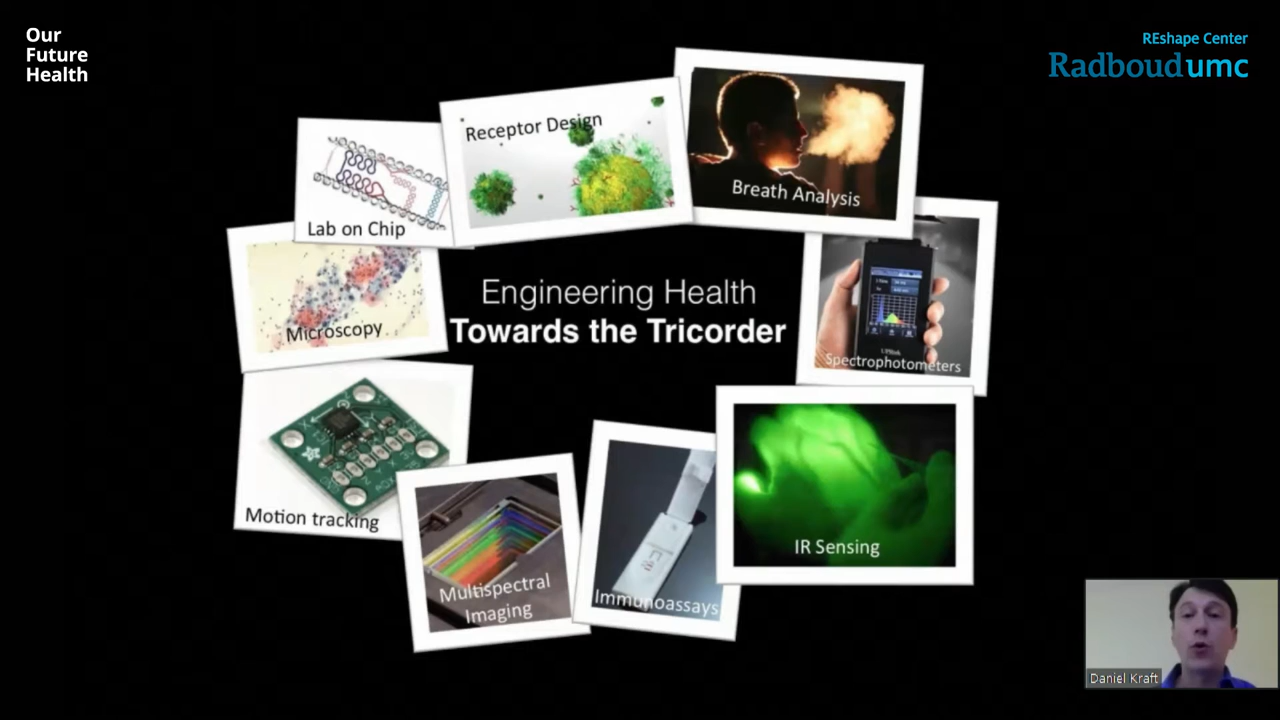 Our
Future
Health
REshape Center
Radboudumc
Receptor Design
Breath Analysis
Lab on Chip
Engineering Health
Towards the Tricorder
Microscopy
Spectrophotometers
Motion tracking
IR Sensing
Multispectral
Imaging
Immunoassays
Daniel Kraft